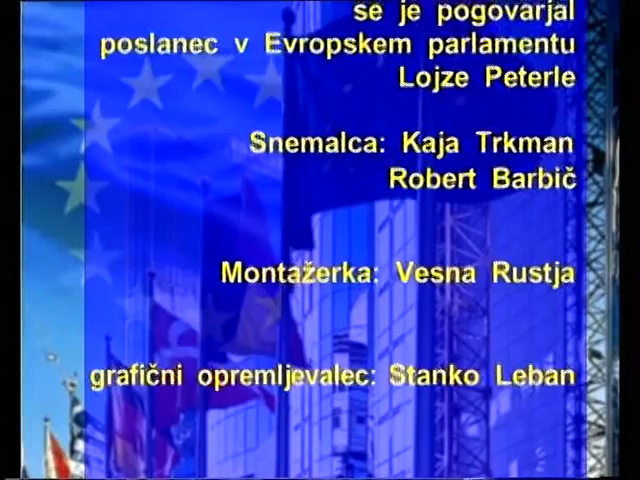 se je pogovarjal
poslanec v Evropskem parlamentu
Lojze Peterle
Snemalca: Kaja Trkman
Robert Barbič
Montažerka: Vesna Rustja
grafični opremljevalec: Stanko Leban